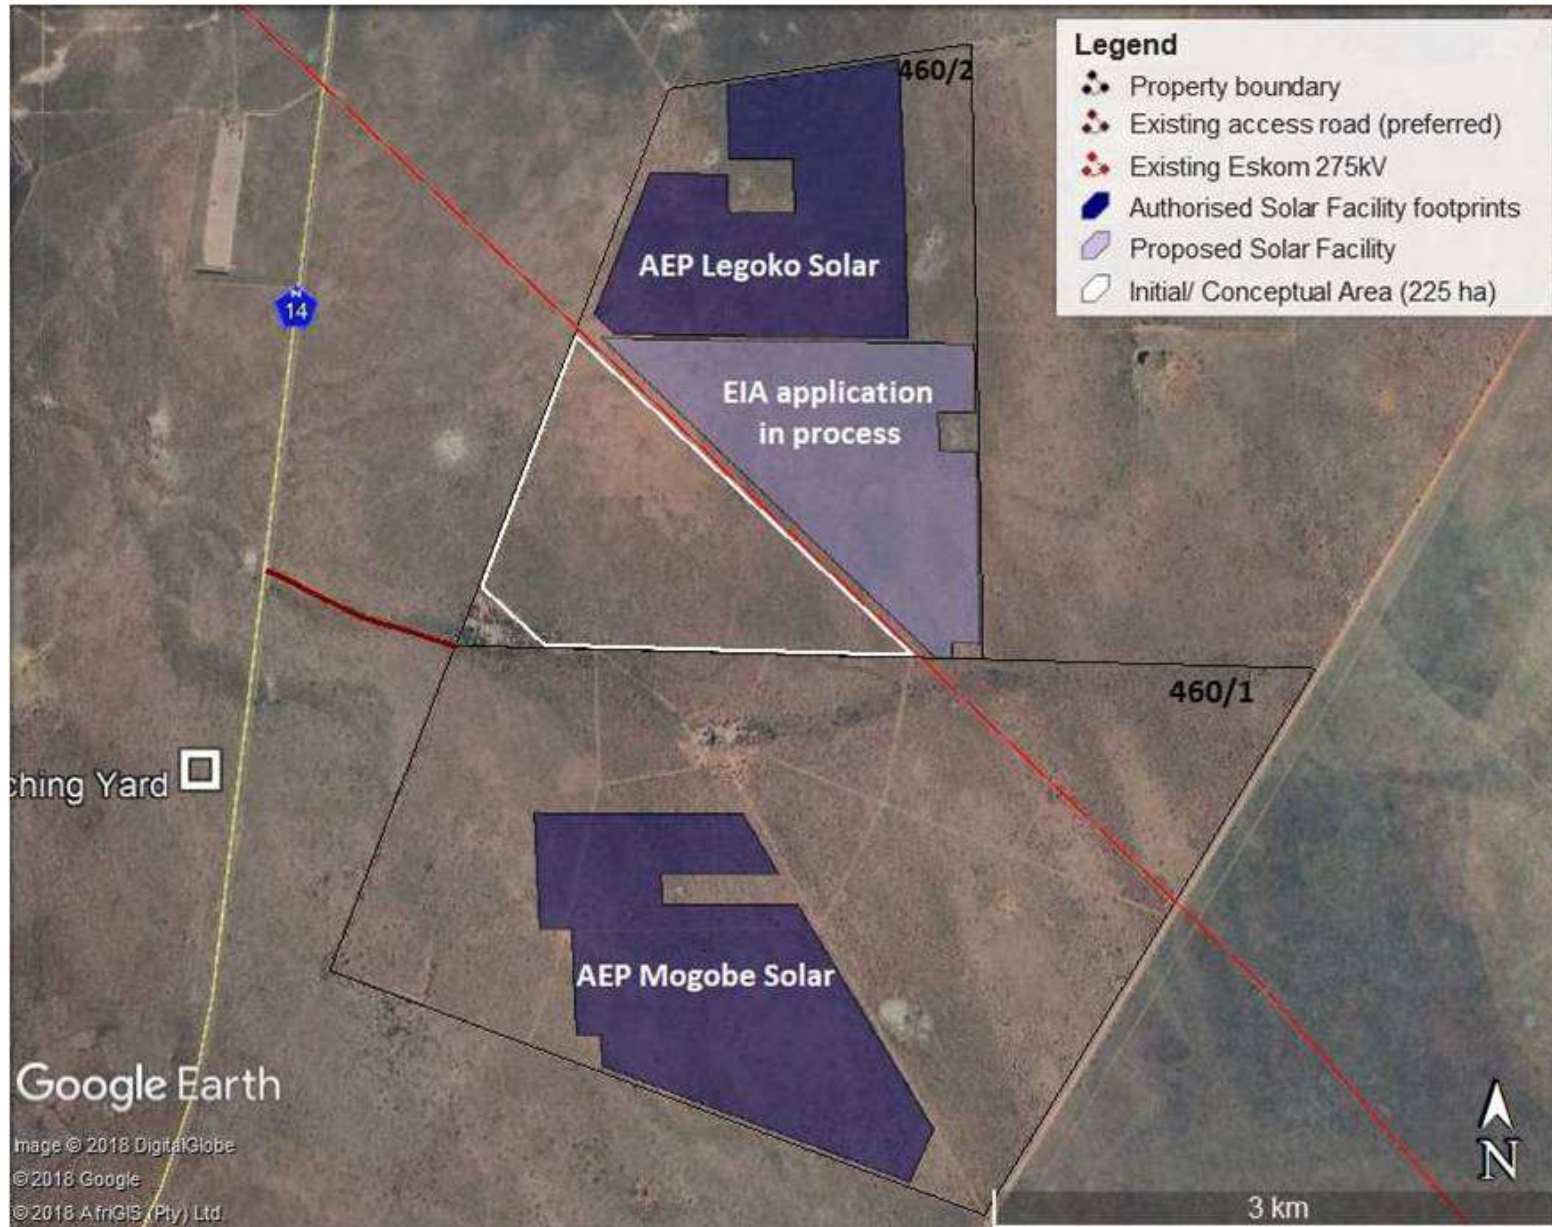 460/2
Legend
Property boundary
Existing access road (preferred)
Existing Eskom 275kV
Authorised Solar Facility footprints
Proposed Solar Facility
Initial/ Conceptual Area (225 ha)
AEP Legoko Solar
14
EIA application
in process
460/1
ching Yard
AEP Mogobe Solar
Google Earth
Image © 2018 DigitalGlobe
© 2018 Google
© 2018 AfriGIS (Pty) Ltd.
N
3 km